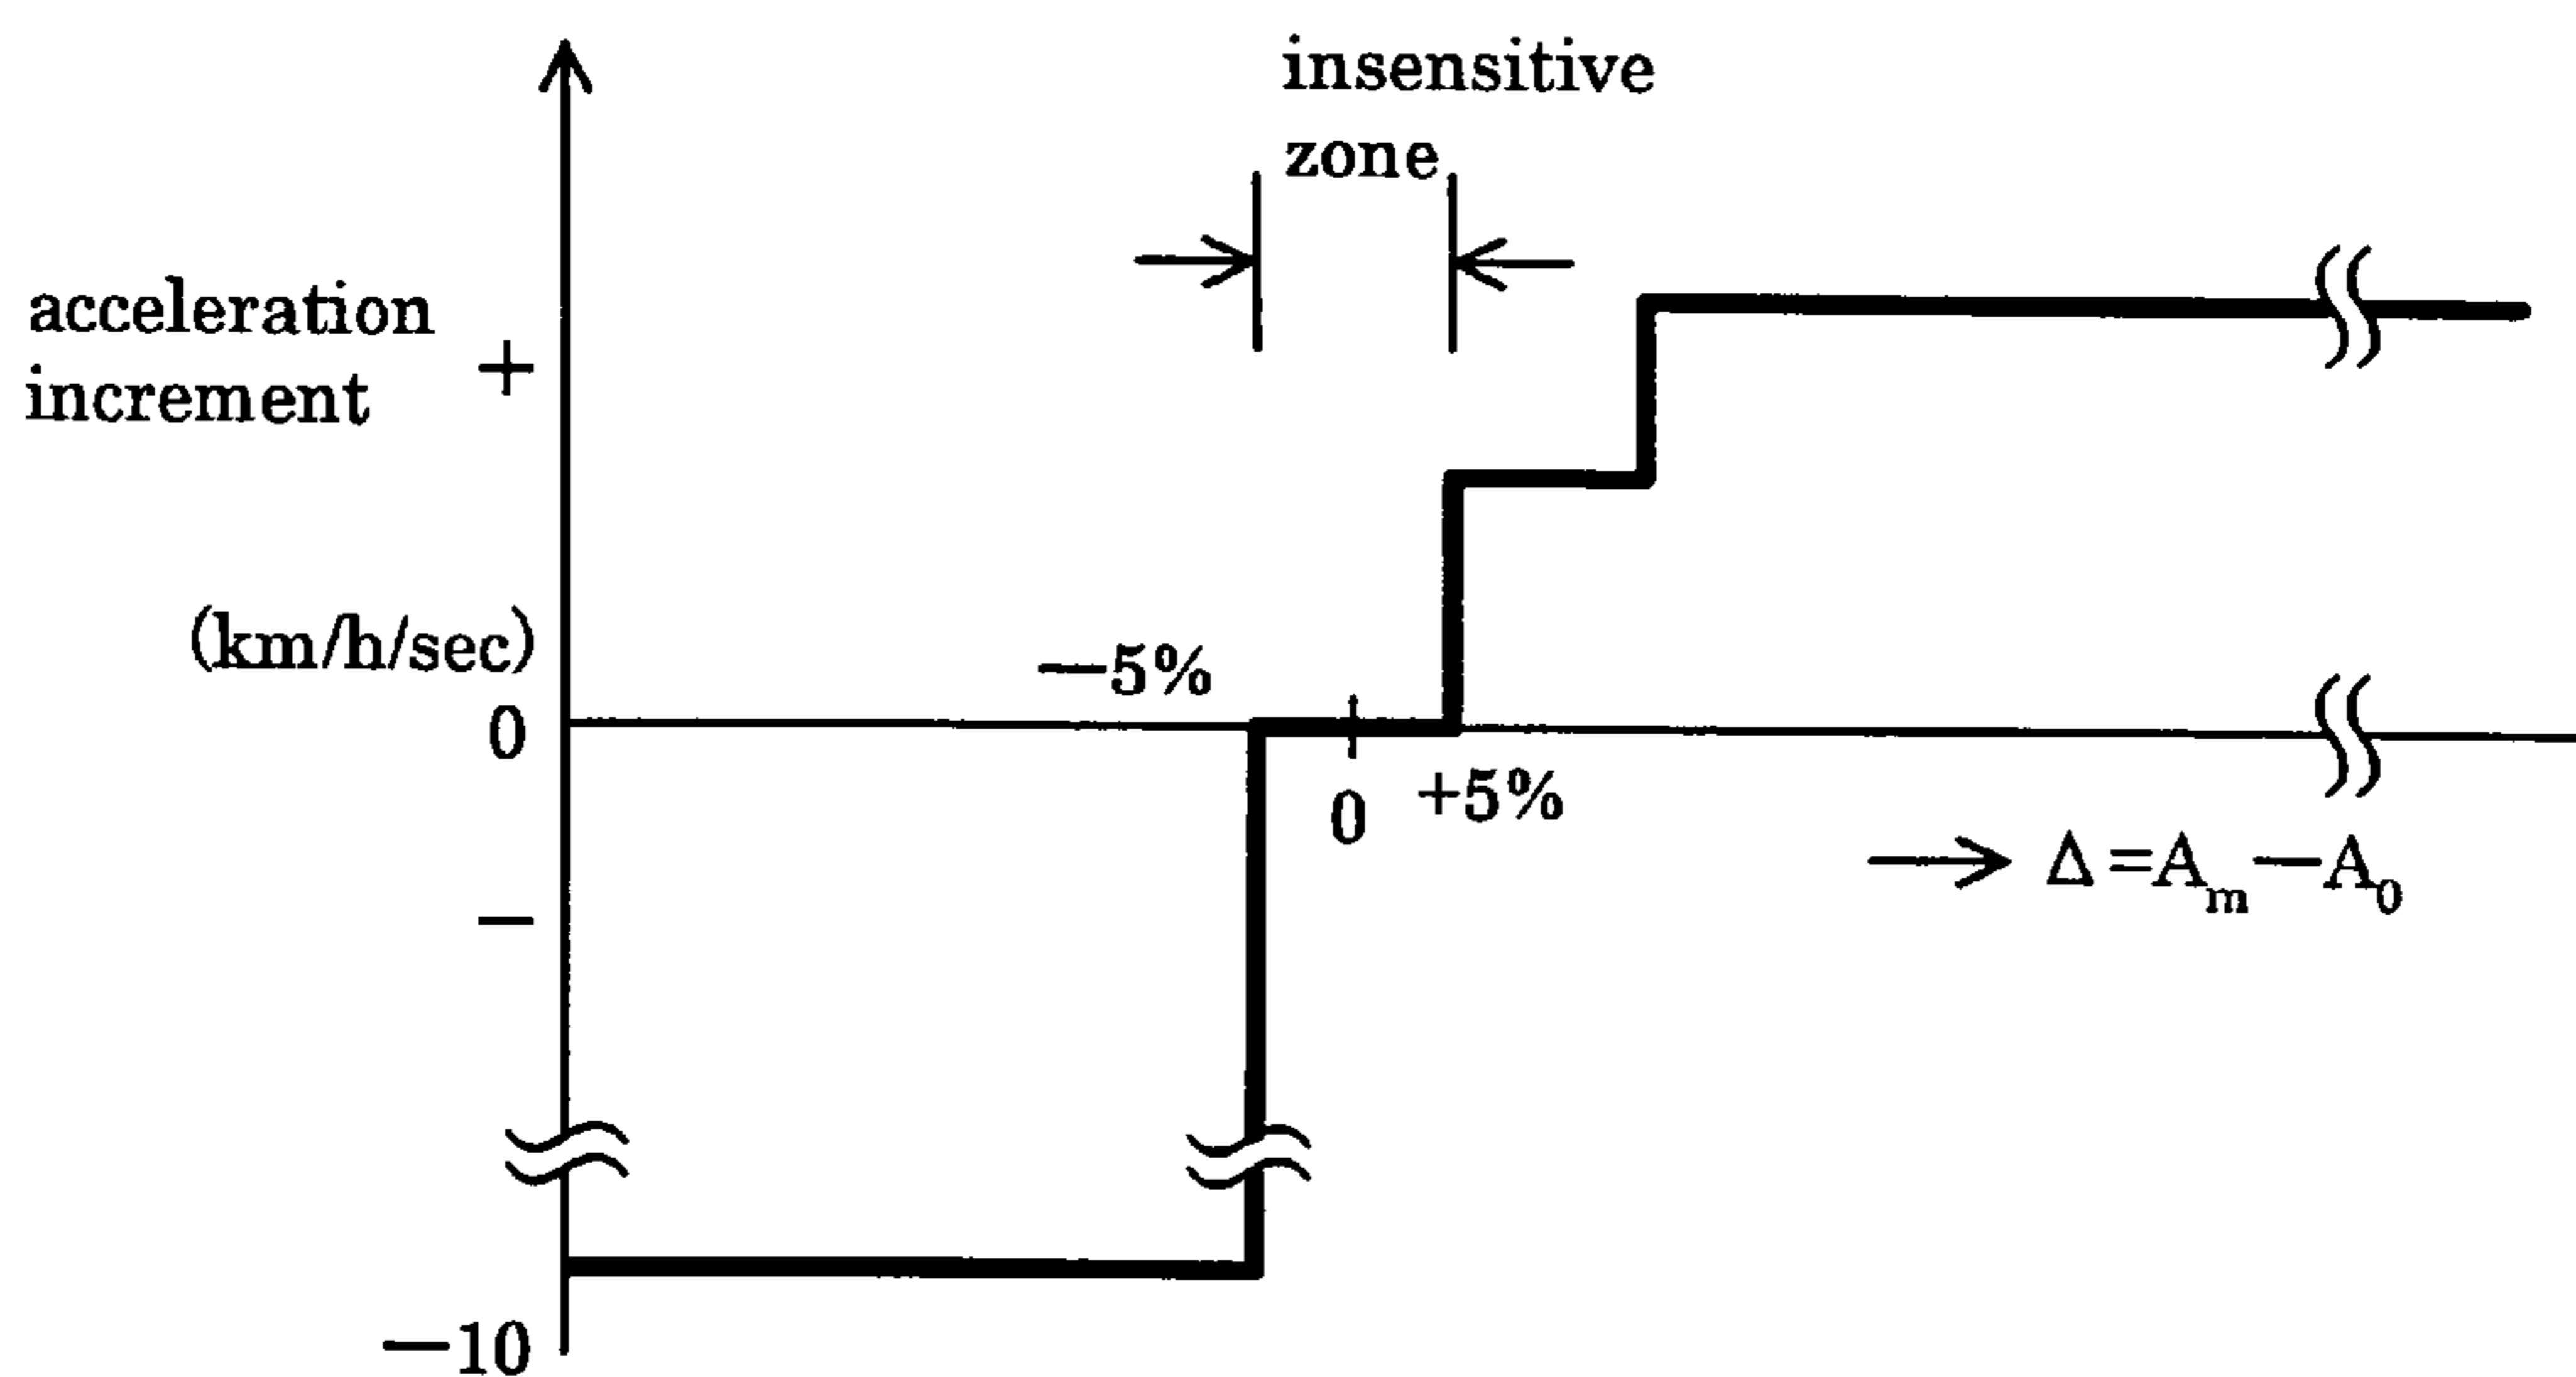 insensitive
zone
acceleration
increment
+
(km/h/sec)
0
—5%
0
+5%
→ Δ=Aₘ—A₀
—
—10